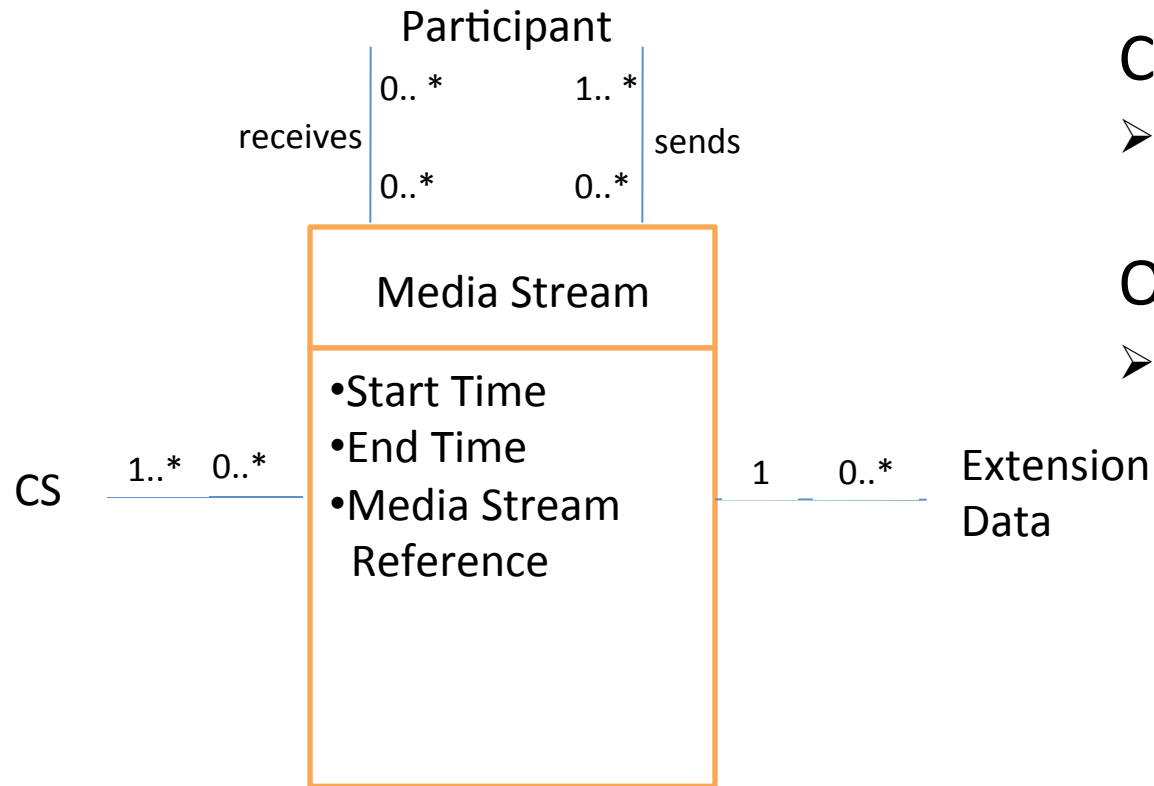 Participant
0.. *
1.. *
receives
sends
0..*
0..*
Media Stream
•Start Time
•End Time
•Media Stream
Reference
CS
1..*
0..*
1
0..*
Extension
Data
C
O